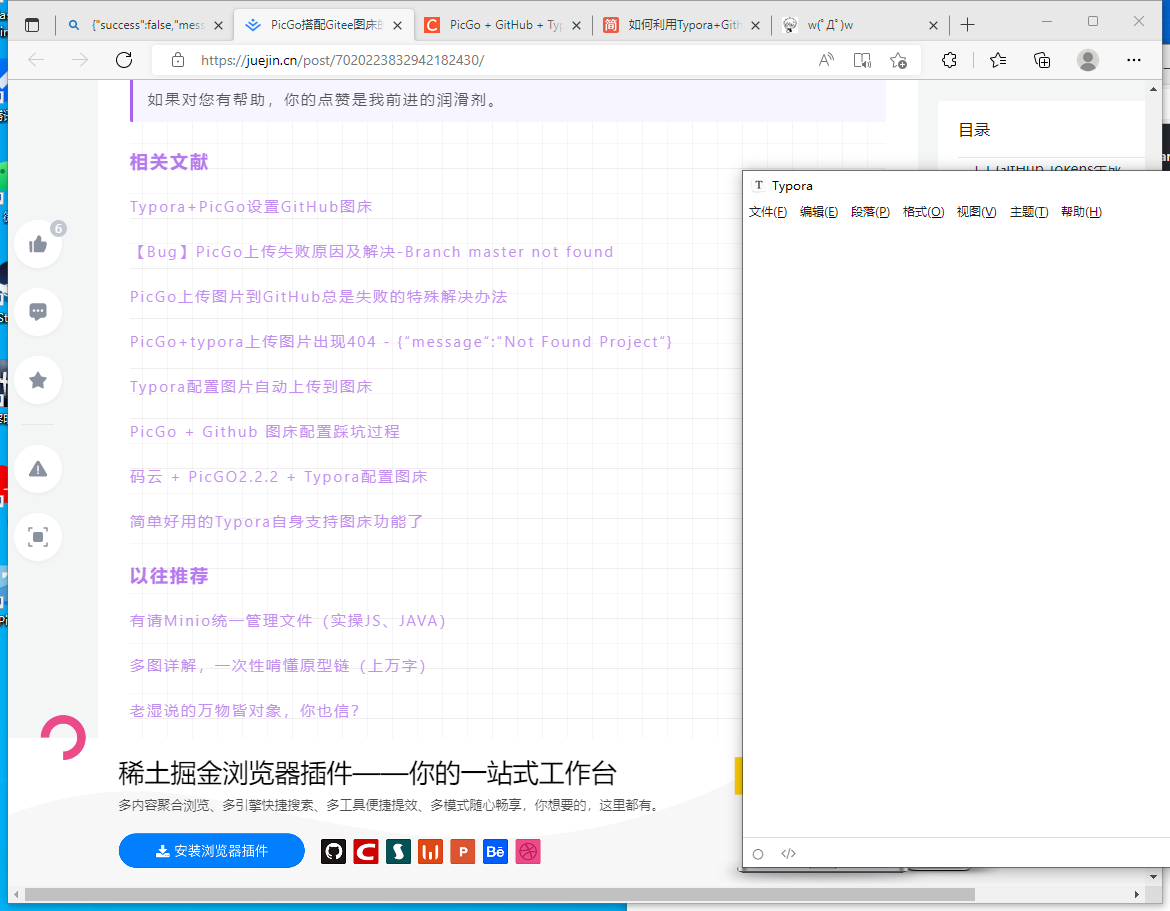 {"success":false,"mess
PicGo搭配Gitee图床
PicGo + GitHub + Ty
如何利用Typora+Gith
w(ﾟДﾟ)w
https://juejin.cn/post/7020223832942182430/
如果对您有帮助，你的点赞是我前进的润滑剂。
目录
相关文献
Typora+PicGo设置GitHub图床
【Bug】PicGo上传失败原因及解决-Branch master not found
PicGo上传图片到GitHub总是失败的特殊解决办法
PicGo+typora上传图片出现404 - {“message“:“Not Found Project“}
Typora配置图片自动上传到图床
PicGo + Github 图床配置踩坑过程
码云 + PicGO2.2.2 + Typora配置图床
简单好用的Typora自身支持图床功能了
以往推荐
有请Minio统一管理文件（实操JS、JAVA）
多图详解，一次性啃懂原型链（上万字）
老湿说的万物皆对象，你也信？
6
稀土掘金浏览器插件——你的一站式工作台
多内容聚合浏览、多引擎快捷搜索、多工具便捷提效、多模式随心畅享，你想要的，这里都有。
安装浏览器插件
P
Bē
T Typora
文件(F) 编辑(E) 段落(P) 格式(O) 视图(V) 主题(T) 帮助(H)